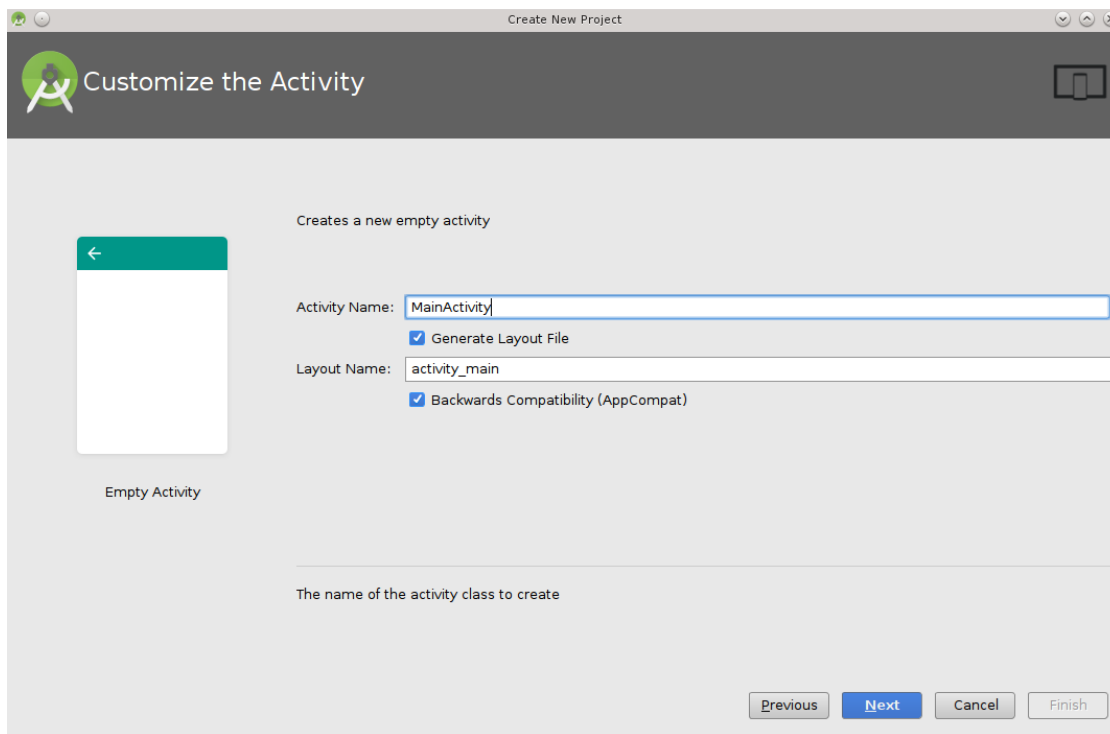 Create New Project
Customize the Activity
Creates a new empty activity
Activity Name: MainActivity
Generate Layout File
Layout Name: activity_main
Backwards Compatibility (AppCompat)
Empty Activity
The name of the activity class to create
Previous Next Cancel Finish